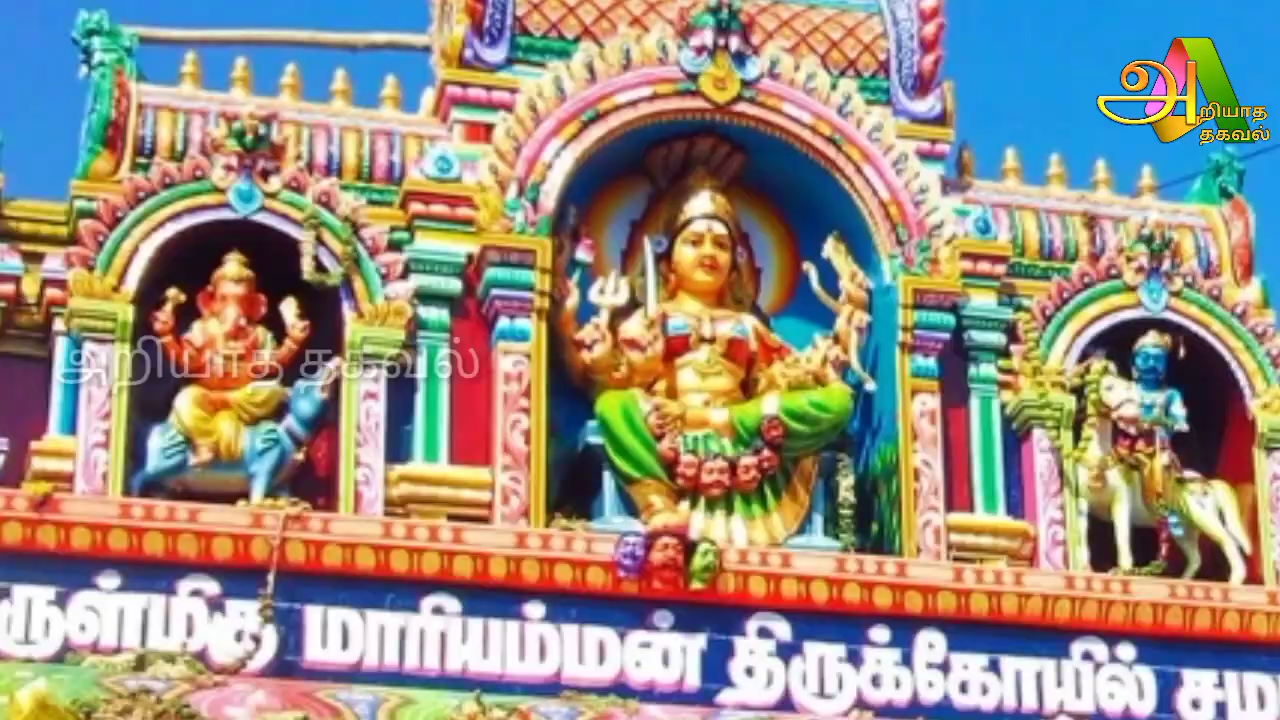 அறியாத
தகவல்
அறியாத தகவல்
ருள்மிகு மாரியம்மன் திருக்கோயில் சம